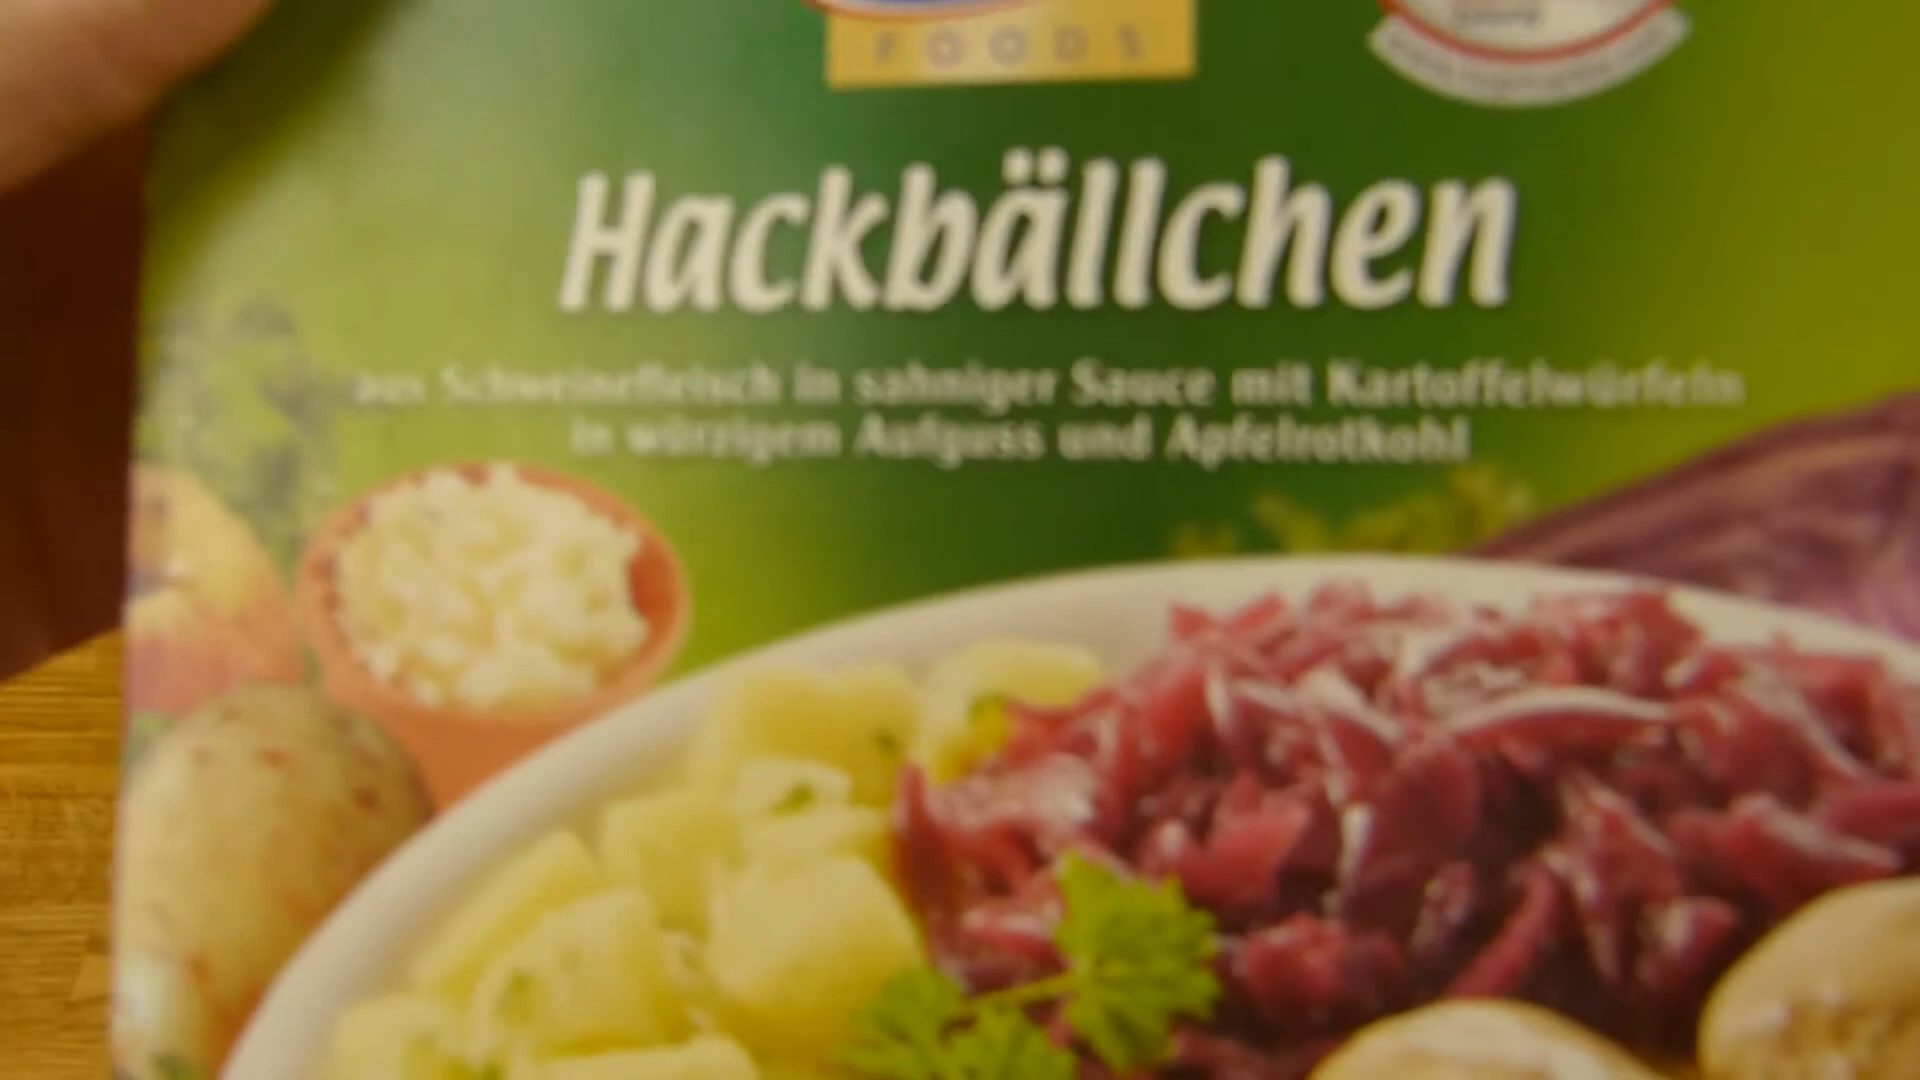 FOODS
Hackbällchen
aus Schweinefleisch in sahniger Sauce mit Kartoffelwürfeln
in würzigem Aufguss und Apfelrotkohl